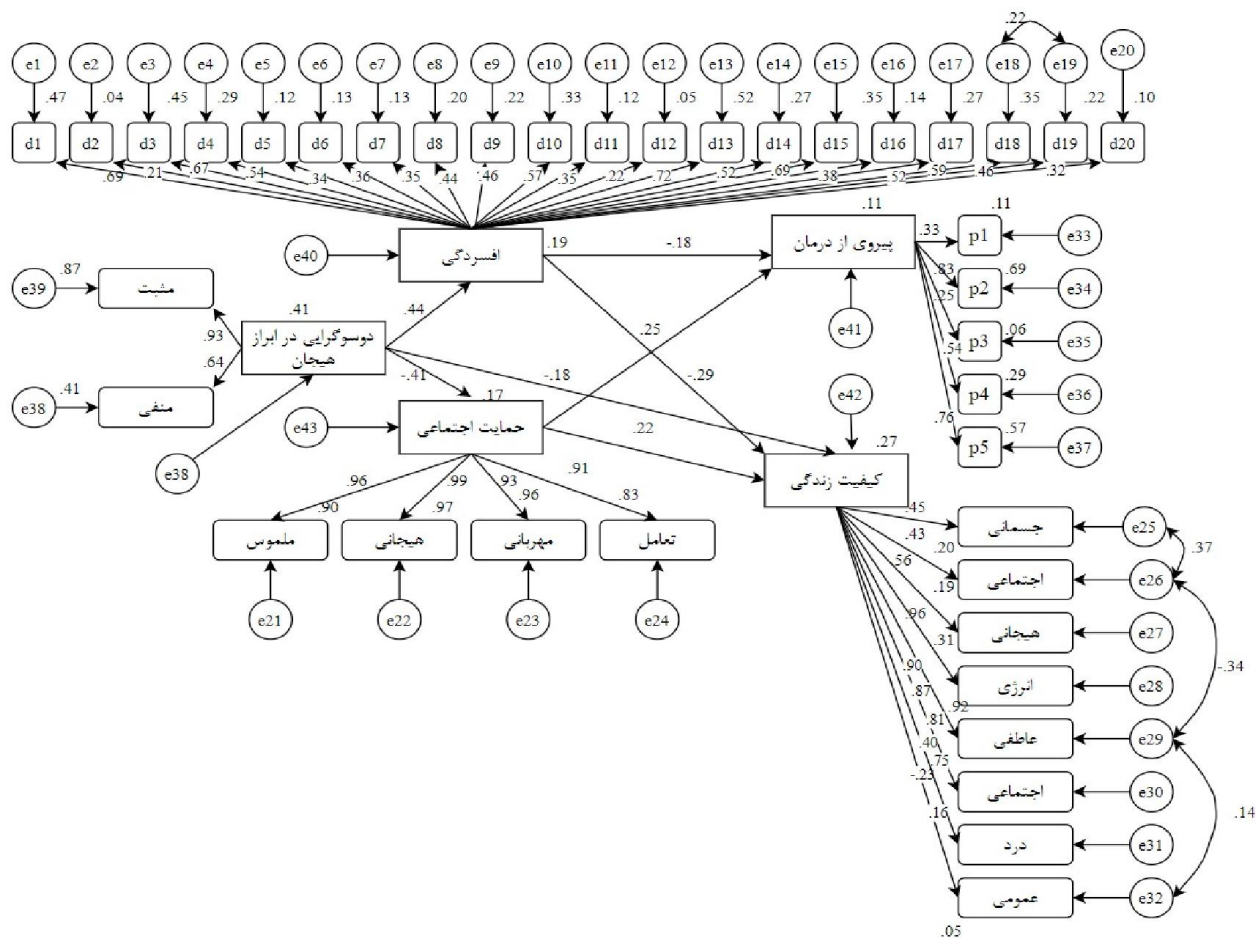 .22
e1 e2 e3 e4 e5 e6 e7 e8 e9 e10 e11 e12 e13 e14 e15 e16 e17 e18 e19 e20
.47 .04 .45 .29 .12 .13 .13 .20 .22 .33 .12 .05 .52 .27 .35 .14 .27 .35 .22 .10
d1 d2 d3 d4 d5 d6 d7 d8 d9 d10 d11 d12 d13 d14 d15 d16 d17 d18 d19 d20
.69 .21 .67 .54 .34 .36 .35 .44 .46 .57 .35 .22 .72 .52 .69 .38 .52 .59 .46 .32
e40
افسردگی
.19
-.18
.11
پیروی از درمان
e41
.33
.11
p1
e33
.83
.69
p2
e34
.25
.06
p3
e35
.54
.29
p4
e36
.76
.57
p5
e37
e39
.87
مثبت
.93
.41
دوسوگرایی در ابراز
هیجان
.44
.64
e38
.41
منفی
e38
-.41
.25
-.18
-.29
e43
.17
حمایت اجتماعی
.22
e42
.27
کیفیت زندگی
.96 .99 .93 .91
.90 .97 .96 .83
ملموس
هیجانی
مهربانی
تعامل
e21 e22 e23 e24
.45
جسمانی
e25
.37
.43
.20
اجتماعی
e26
.56
.19
هیجانی
e27
.96
.31
انرژی
e28
-.34
.90
.92
عاطفی
e29
.87
.81
اجتماعی
e30
.40
.75
درد
e31
.14
-.23
.16
عمومی
e32
.05